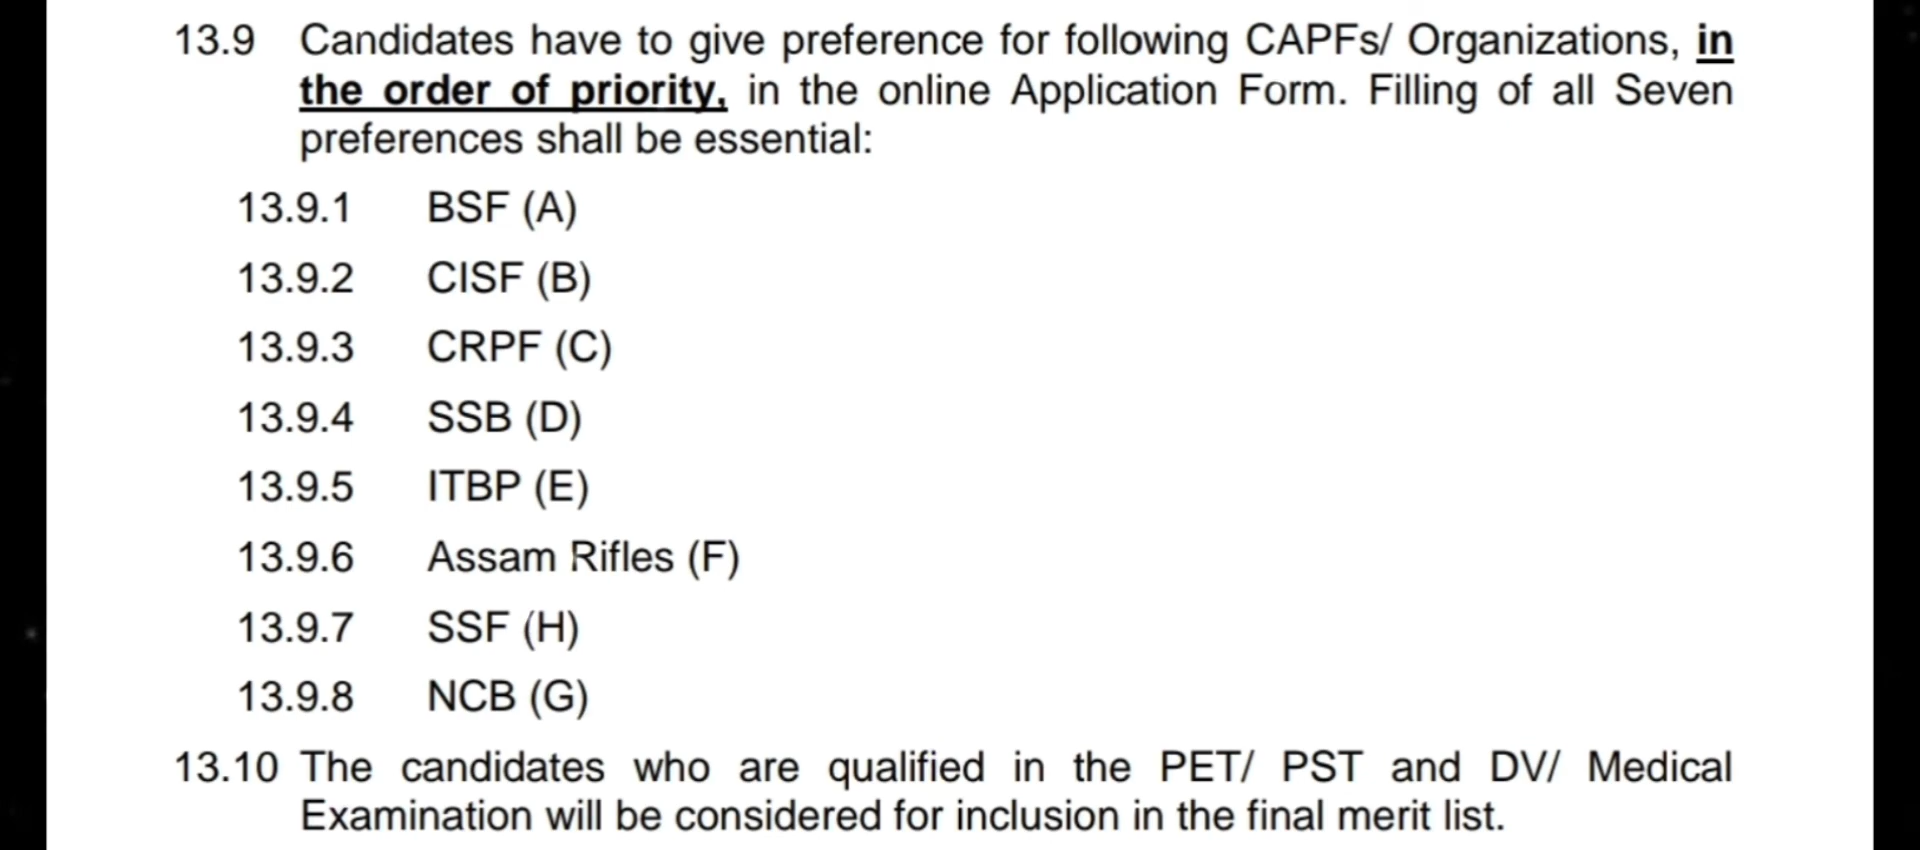 13.9 Candidates have to give preference for following CAPFs/ Organizations, in
the order of priority, in the online Application Form. Filling of all Seven
preferences shall be essential:
13.9.1 BSF (A)
13.9.2 CISF (B)
13.9.3 CRPF (C)
13.9.4 SSB (D)
13.9.5 ITBP (E)
13.9.6 Assam Rifles (F)
13.9.7 SSF (H)
13.9.8 NCB (G)
13.10 The candidates who are qualified in the PET/ PST and DV/ Medical
Examination will be considered for inclusion in the final merit list.